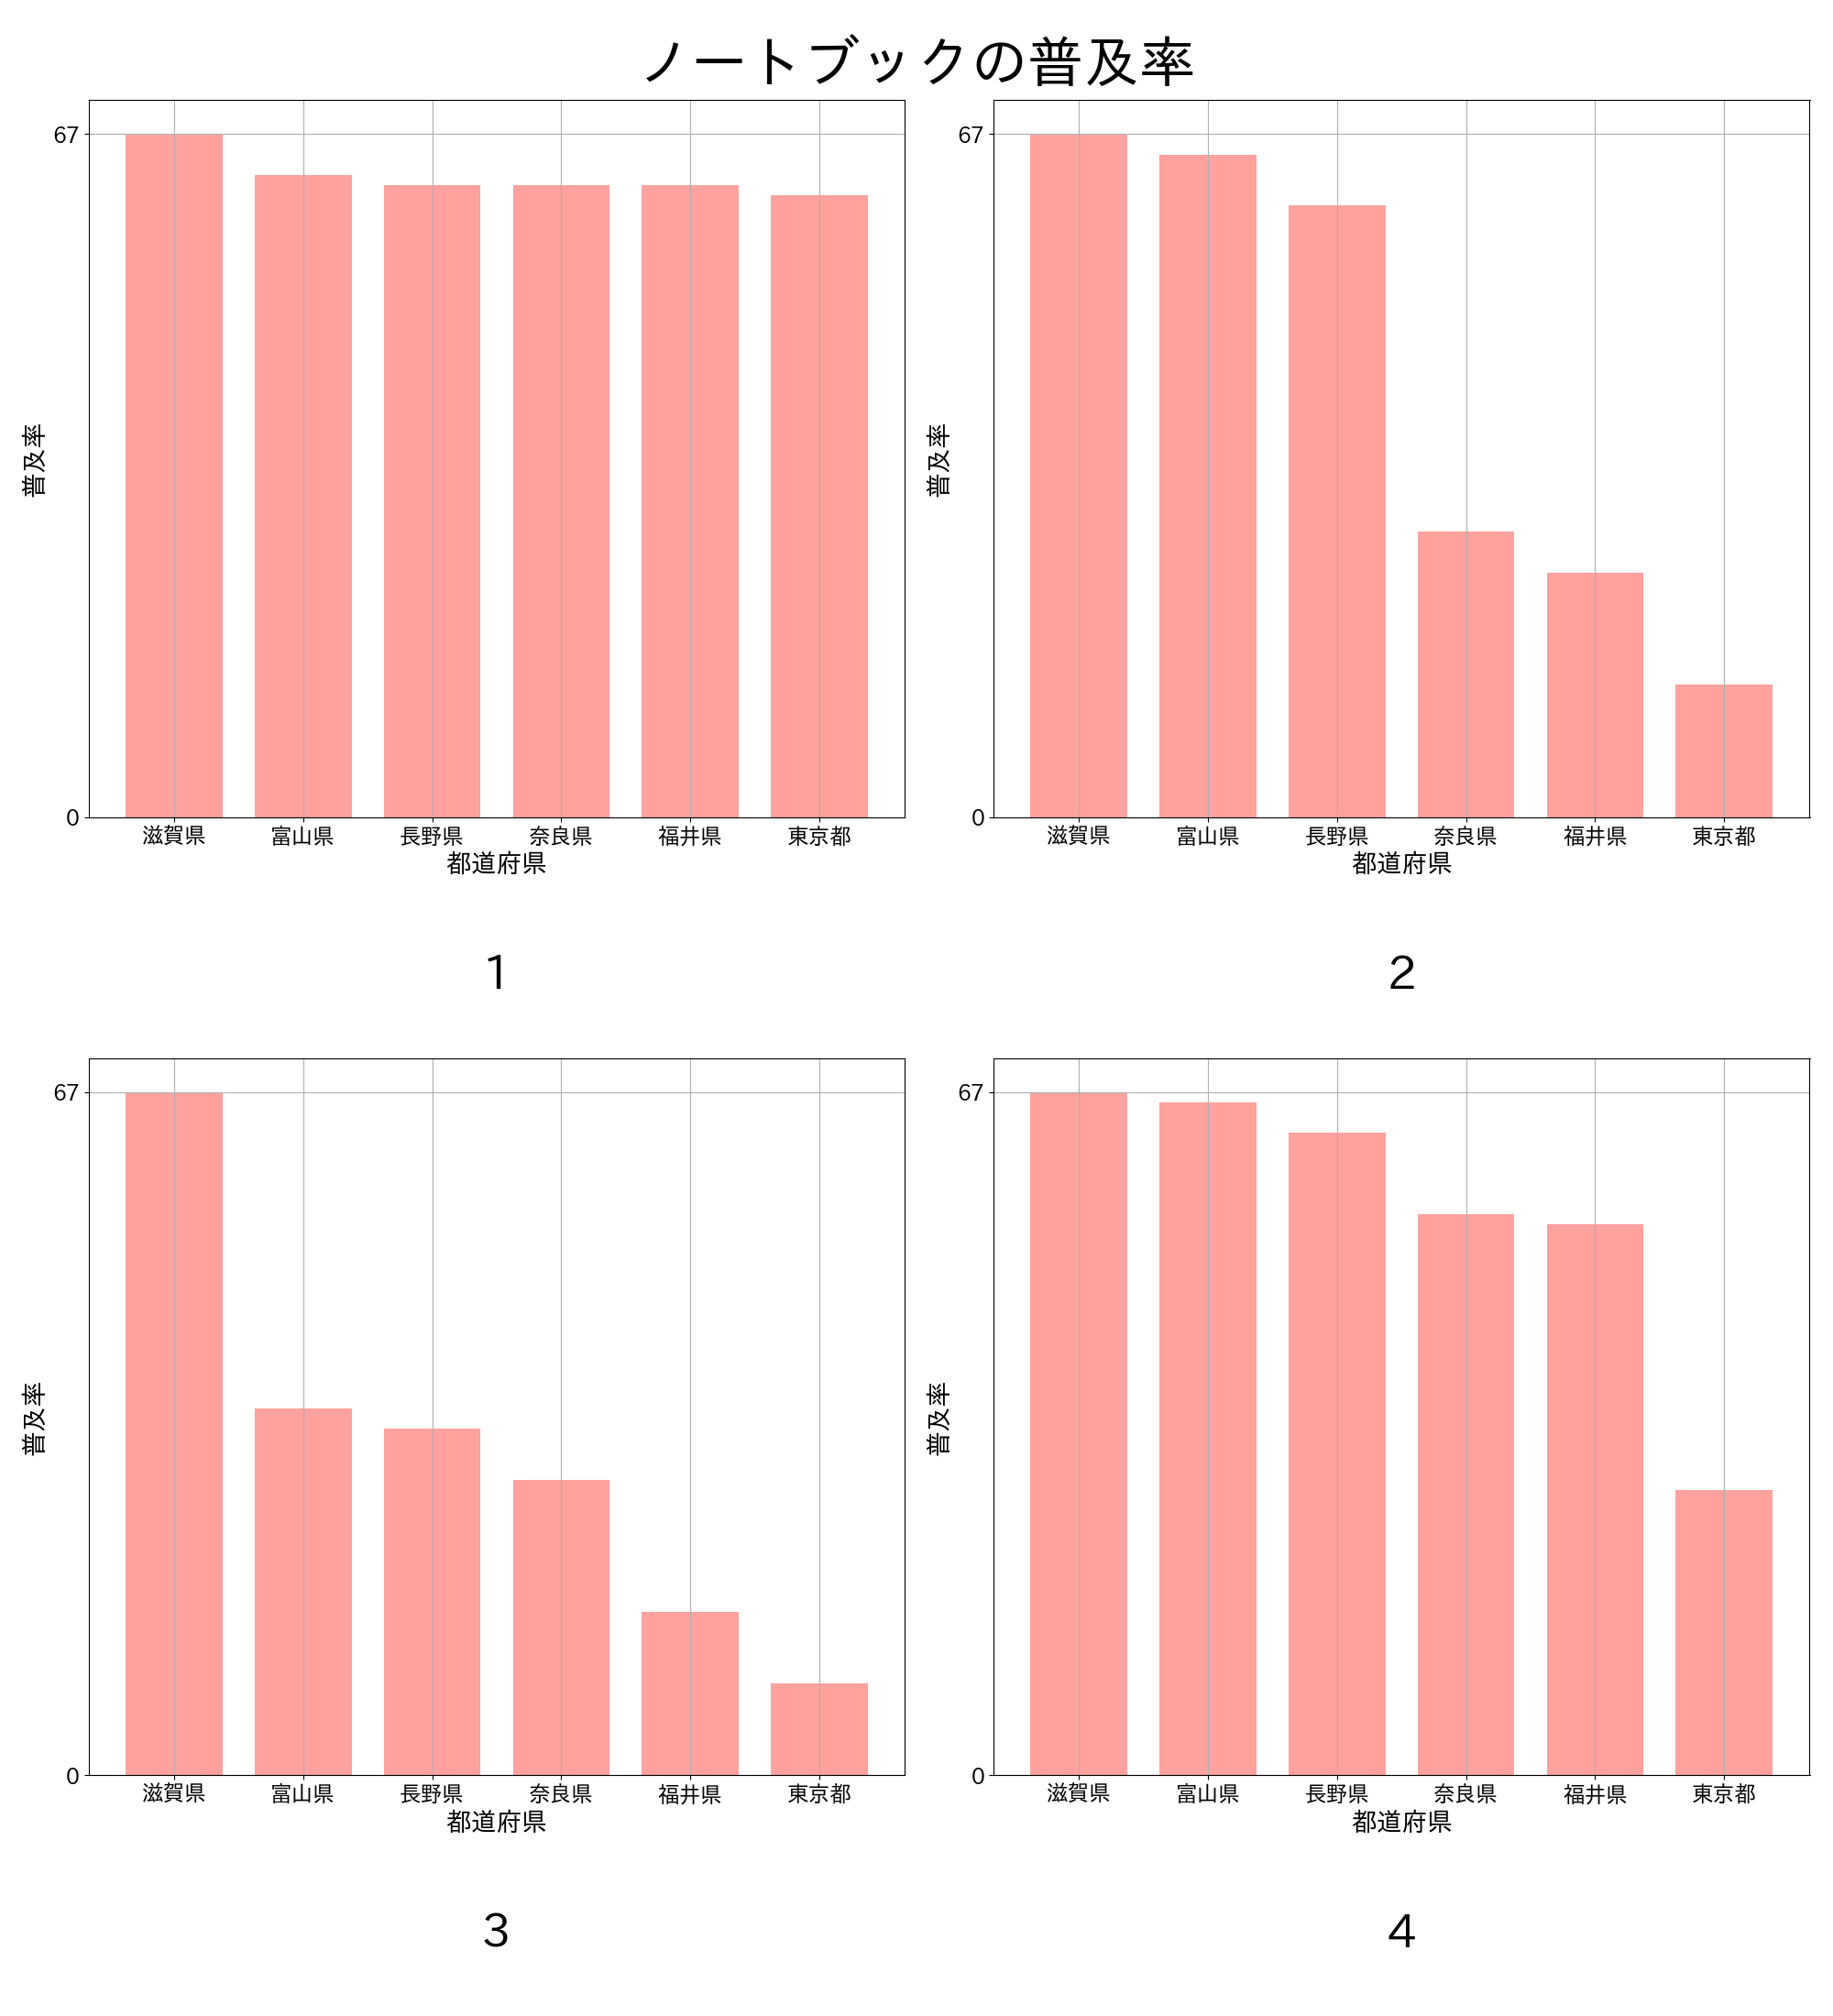 ノートブックの普及率
67
0
普及率
滋賀県 富山県 長野県 奈良県 福井県 東京都
都道府県
1
67
0
普及率
滋賀県 富山県 長野県 奈良県 福井県 東京都
都道府県
2
67
0
普及率
滋賀県 富山県 長野県 奈良県 福井県 東京都
都道府県
3
67
0
普及率
滋賀県 富山県 長野県 奈良県 福井県 東京都
都道府県
4